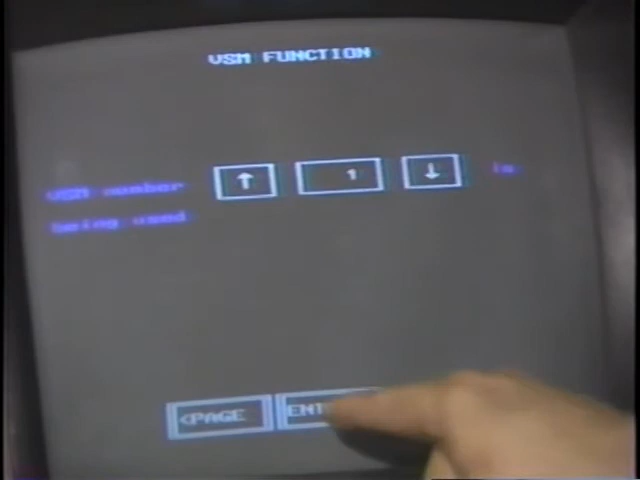 VSM FUNCTION
VSM number ↑ 1 ↓ is
being used
<PAGE ENT